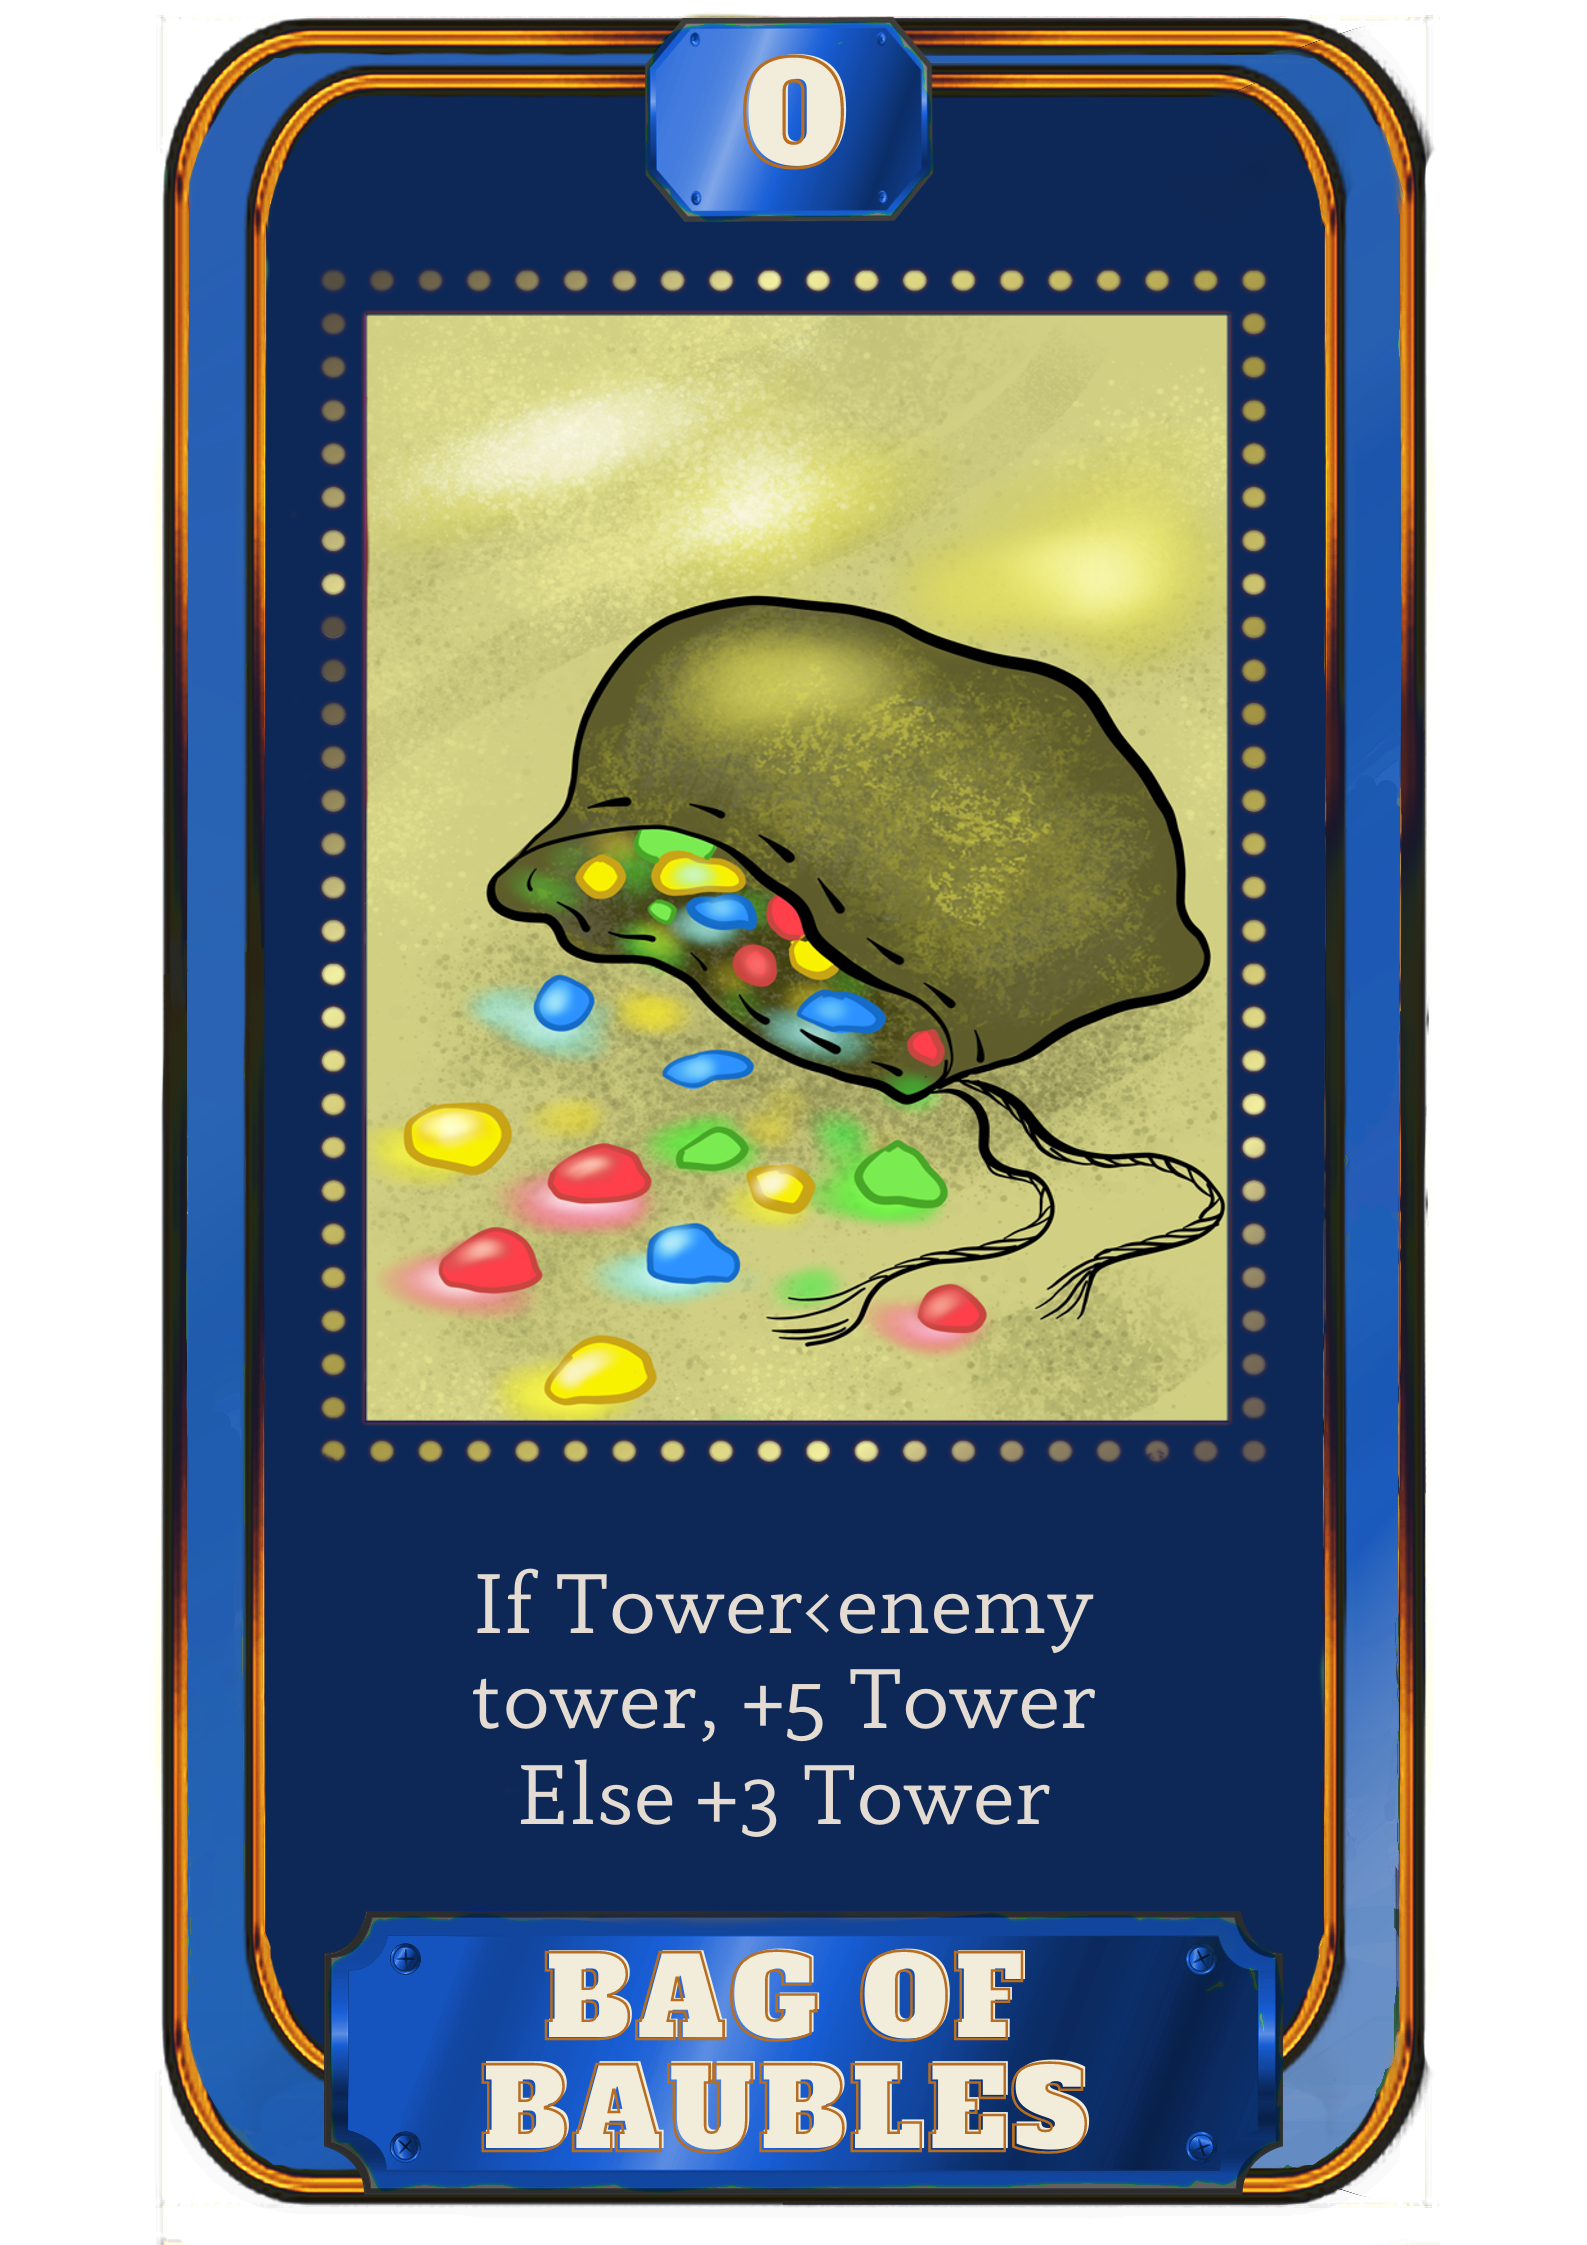 0
If Tower<enemy
tower, +5 Tower
Else +3 Tower
BAG OF
BAUBLES